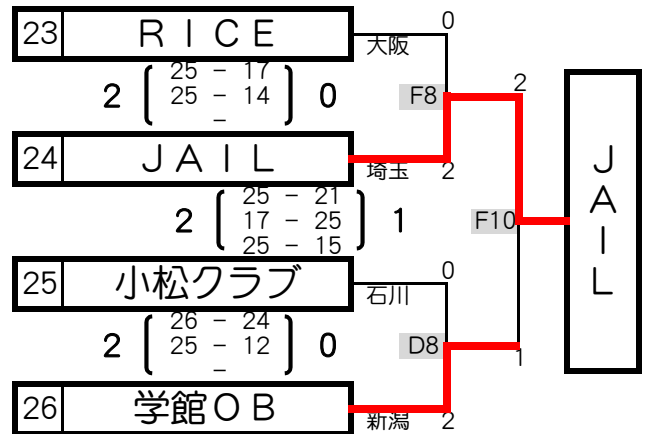 23 RICE 大阪 0
25 - 17
2 25 - 14 0 F8 2
-
24 JAIL 埼玉 2
25 - 21
2 17 - 25 1 F10
25 - 15
JAIL
25 小松クラブ 石川 0
26 - 24
2 25 - 12 0 D8 1
-
26 学館OB 新潟 2